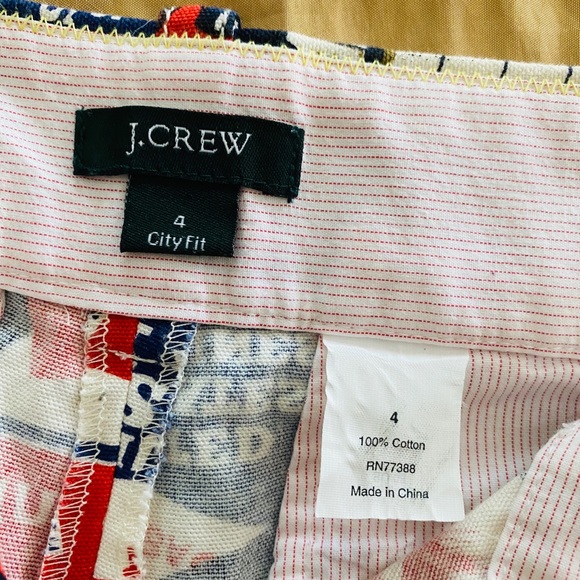 J.CREW
4
City Fit
4
100% Cotton
RN77388
Made in China